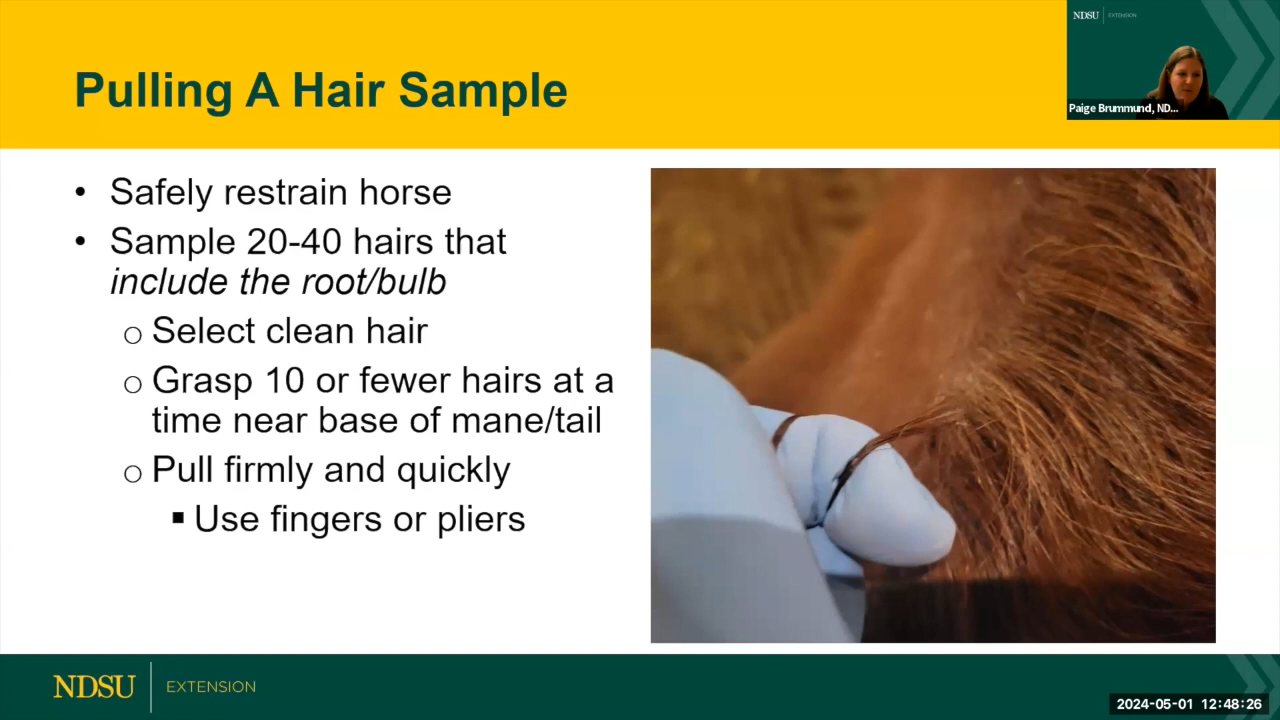 NDSU EXTENSION
Pulling A Hair Sample
Paige Brummund, ND...
• Safely restrain horse
• Sample 20-40 hairs that
include the root/bulb
○ Select clean hair
○ Grasp 10 or fewer hairs at a
time near base of mane/tail
○ Pull firmly and quickly
▪ Use fingers or pliers
NDSU EXTENSION
2024-05-01 12:48:26